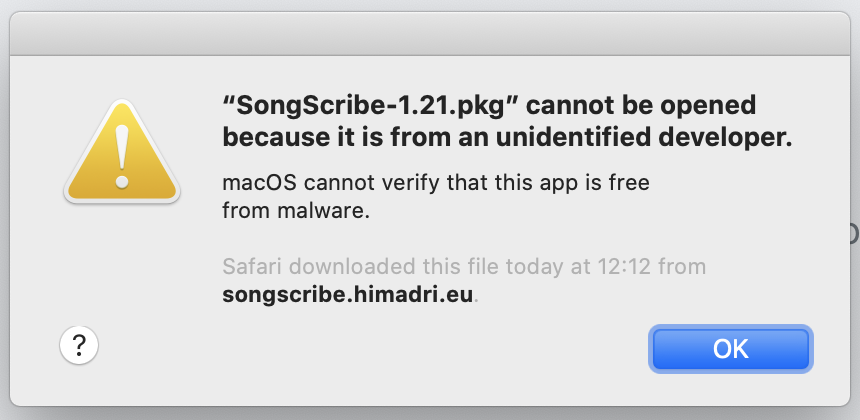 “SongScribe-1.21.pkg” cannot be opened
because it is from an unidentified developer.
macOS cannot verify that this app is free
from malware.
Safari downloaded this file today at 12:12 from
songscribe.himadri.eu.
?
OK